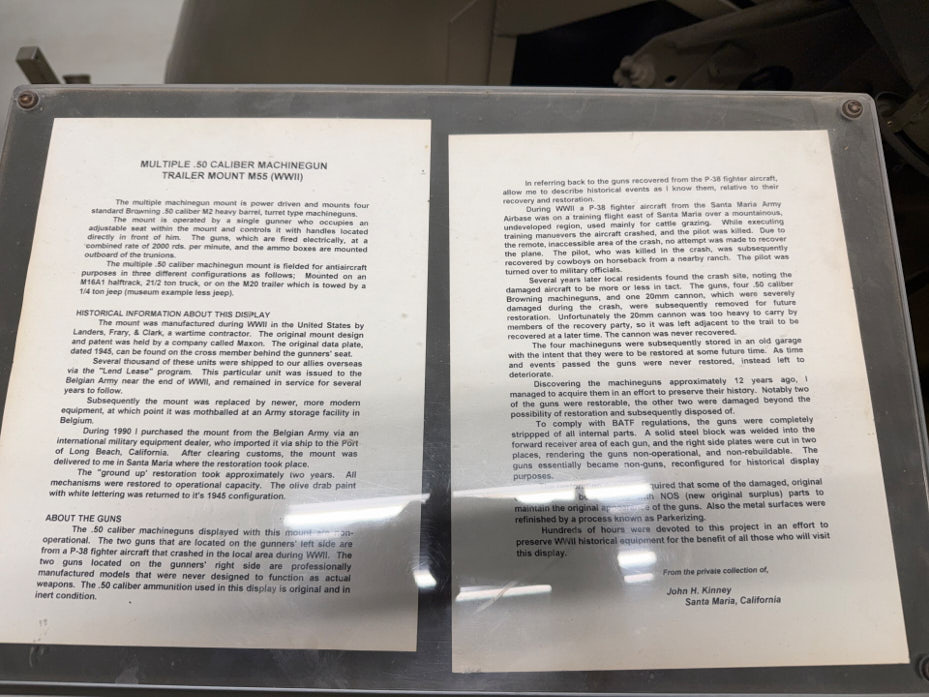 MULTIPLE .50 CALIBER MACHINEGUN
TRAILER MOUNT M55 (WWII)
The multiple machinegun mount is power driven and mounts four
standard Browning .50 caliber M2 heavy barrel, turret type machineguns.
The mount is operated by a single gunner who occupies an
adjustable seat within the mount and controls it with handles located
directly in front of him. The guns, which are fired electrically, at a
combined rate of 2000 rds. per minute, and the ammo boxes are mounted
outboard of the trunions.
The multiple .50 caliber machinegun mount is fielded for antiaircraft
purposes in three different configurations as follows; Mounted on an
M16A1 halftrack, 21/2 ton truck, or on the M20 trailer which is towed by a
1/4 ton jeep (museum example less jeep).
HISTORICAL INFORMATION ABOUT THIS DISPLAY
The mount was manufactured during WWII in the United States by
Landers, Frary, & Clark, a wartime contractor. The original mount design
and patent was held by a company called Maxon. The original data plate,
dated 1945, can be found on the cross member behind the gunners' seat.
Several thousand of these units were shipped to our allies overseas
via the "Lend Lease" program. This particular unit was issued to the
Belgian Army near the end of WWII, and remained in service for several
years to follow.
Subsequently the mount was replaced by newer, more modern
equipment, at which point it was mothballed at an Army storage facility in
Belgium.
During 1990 I purchased the mount from the Belgian Army via an
international military equipment dealer, who imported it via ship to the Port
of Long Beach, California. After clearing customs, the mount was
delivered to me in Santa Maria where the restoration took place.
The "ground up' restoration took approximately two years. All
mechanisms were restored to operational capacity. The olive drab paint
with white lettering was returned to it's 1945 configuration.
ABOUT THE GUNS
The .50 caliber machineguns displayed with this mount are non-
operational. The two guns that are located on the gunners' left side are
from a P-38 fighter aircraft that crashed in the local area during WWII. The
two guns located on the gunners' right side are professionally
manufactured models that were never designed to function as actual
weapons. The .50 caliber ammunition used in this display is original and in
inert condition.
In referring back to the guns recovered from the P-38 fighter aircraft,
allow me to describe historical events as I know them, relative to their
recovery and restoration.
During WWII a P-38 fighter aircraft from the Santa Maria Army
Airbase was on a training flight east of Santa Maria over a mountainous,
undeveloped region, used mainly for cattle grazing. While executing
training manuevers the aircraft crashed, and the pilot was killed. Due to
the remote, inaccessible area of the crash, no attempt was made to recover
the plane. The pilot, who was killed in the crash, was subsequently
recovered by cowboys on horseback from a nearby ranch. The pilot was
turned over to military officials.
Several years later local residents found the crash site, noting the
damaged aircraft to be more or less in tact. The guns, four .50 caliber
Browning machineguns, and one 20mm cannon, which were severely
damaged during the crash, were subsequently removed for future
restoration. Unfortunately the 20mm cannon was too heavy to carry by
members of the recovery party, so it was left adjacent to the trail to be
recovered at a later time. The cannon was never recovered.
The four machineguns were subsequently stored in an old garage
with the intent that they were to be restored at some future time. As time
and events passed the guns were never restored, instead left to
deteriorate.
Discovering the machineguns approximately 12 years ago, I
managed to acquire them in an effort to preserve their history. Notably two
of the guns were restorable, the other two were damaged beyond the
possibility of restoration and subsequently disposed of.
To comply with BATF regulations, the guns were completely
strippped of all internal parts. A solid steel block was welded into the
forward receiver area of each gun, and the right side plates were cut in two
places, rendering the guns non-operational, and non-rebuildable. The
guns essentially became non-guns, reconfigured for historical display
purposes.
that some of the damaged, original
NOS (new original surplus) parts to
maintain the original of the guns. Also the metal surfaces were
refinished by a process known as Parkerizing.
Hundreds of hours were devoted to this project in an effort to
preserve WWII historical equipment for the benefit of all those who will visit
this display.
From the private collection of,
John H. Kinney
Santa Maria, California